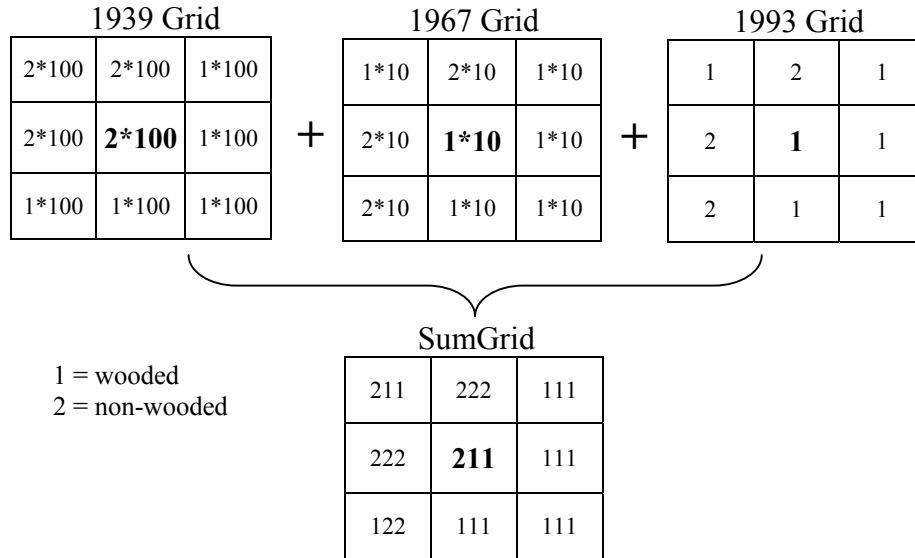 1939 Grid 1967 Grid 1993 Grid
2*100 2*100 1*100 1*10 2*10 1*10 1 2 1
2*100 2*100 1*100 + 2*10 1*10 1*10 + 2 1 1
1*100 1*100 1*100 2*10 1*10 1*10 2 1 1
SumGrid
1 = wooded
2 = non-wooded
211 222 111
222 211 111
122 111 111